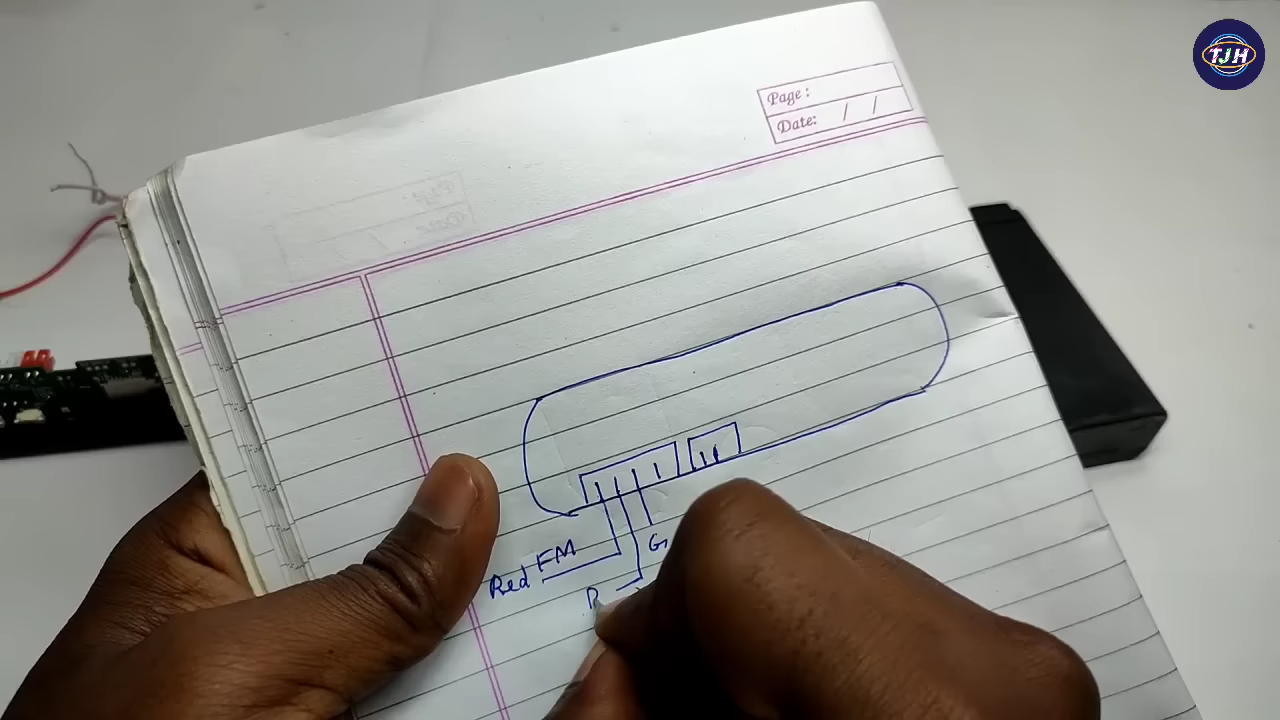 TJH
Page :
Date: / /
Red FM
G
R